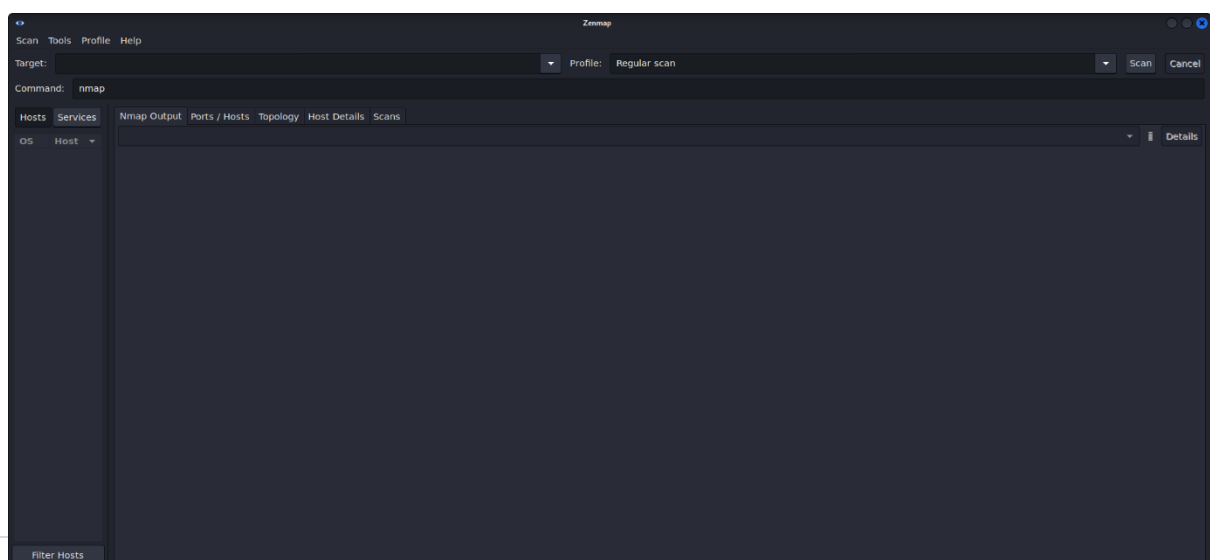 Zenmap
Scan Tools Profile Help
Target: Profile: Regular scan Scan Cancel
Command: nmap
Hosts Services Nmap Output Ports / Hosts Topology Host Details Scans
OS Host Details
Filter Hosts